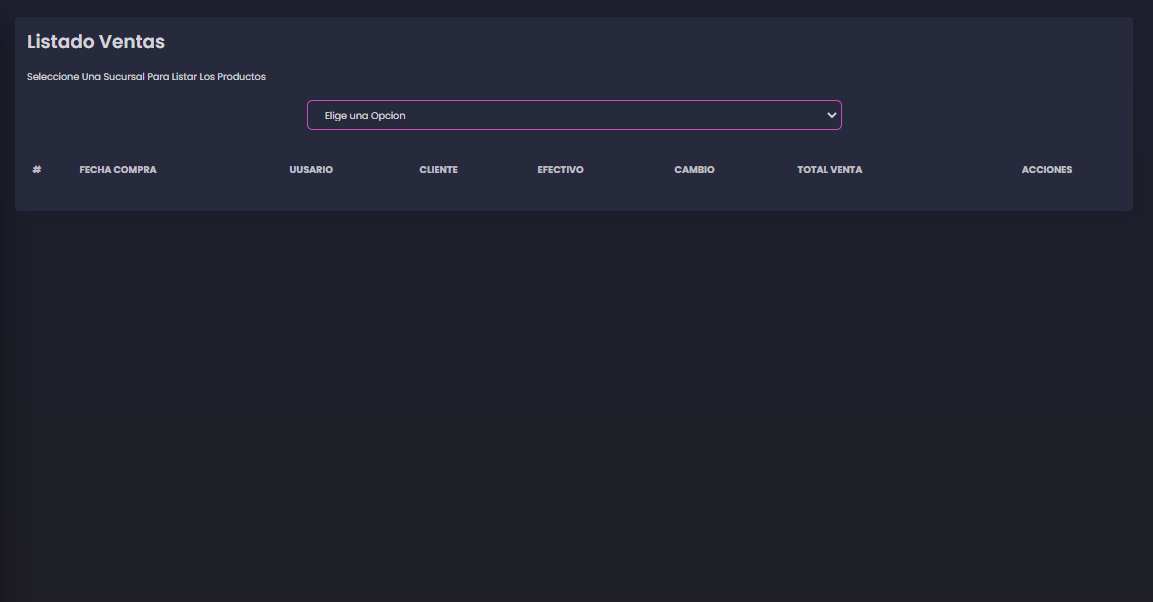 Listado Ventas
Seleccione Una Sucursal Para Listar Los Productos
Elige una Opcion
# FECHA COMPRA UUSARIO CLIENTE EFECTIVO CAMBIO TOTAL VENTA ACCIONES